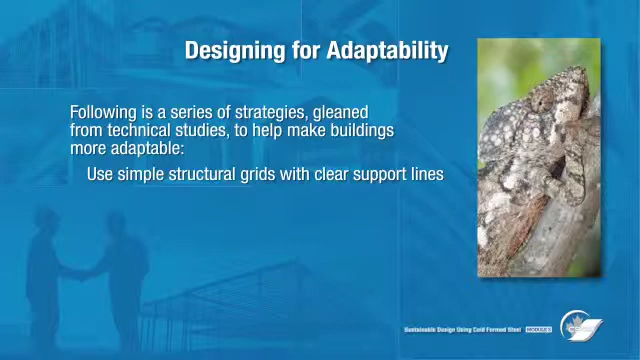 Designing for Adaptability
Following is a series of strategies, gleaned
from technical studies, to help make buildings
more adaptable:
Use simple structural grids with clear support lines
Sustainable Design Using Cold Formed Steel